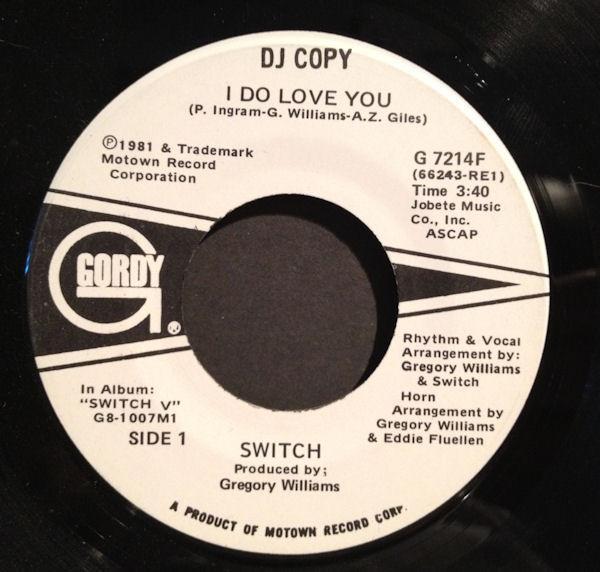 DJ COPY
I DO LOVE YOU
(P. Ingram-G. Williams-A.Z. Giles)
℗1981 & Trademark
Motown Record
Corporation
G 7214F
(66243-RE1)
Time 3:40
Jobete Music
Co., Inc.
ASCAP
GORDY
G
®
Rhythm & Vocal
Arrangement by:
Gregory Williams
& Switch
Horn
Arrangement by
Gregory Williams
& Eddie Fluellen
In Album:
"SWITCH V"
G8-1007M1
SIDE 1
SWITCH
Produced by;
Gregory Williams
A PRODUCT OF MOTOWN RECORD CORP.